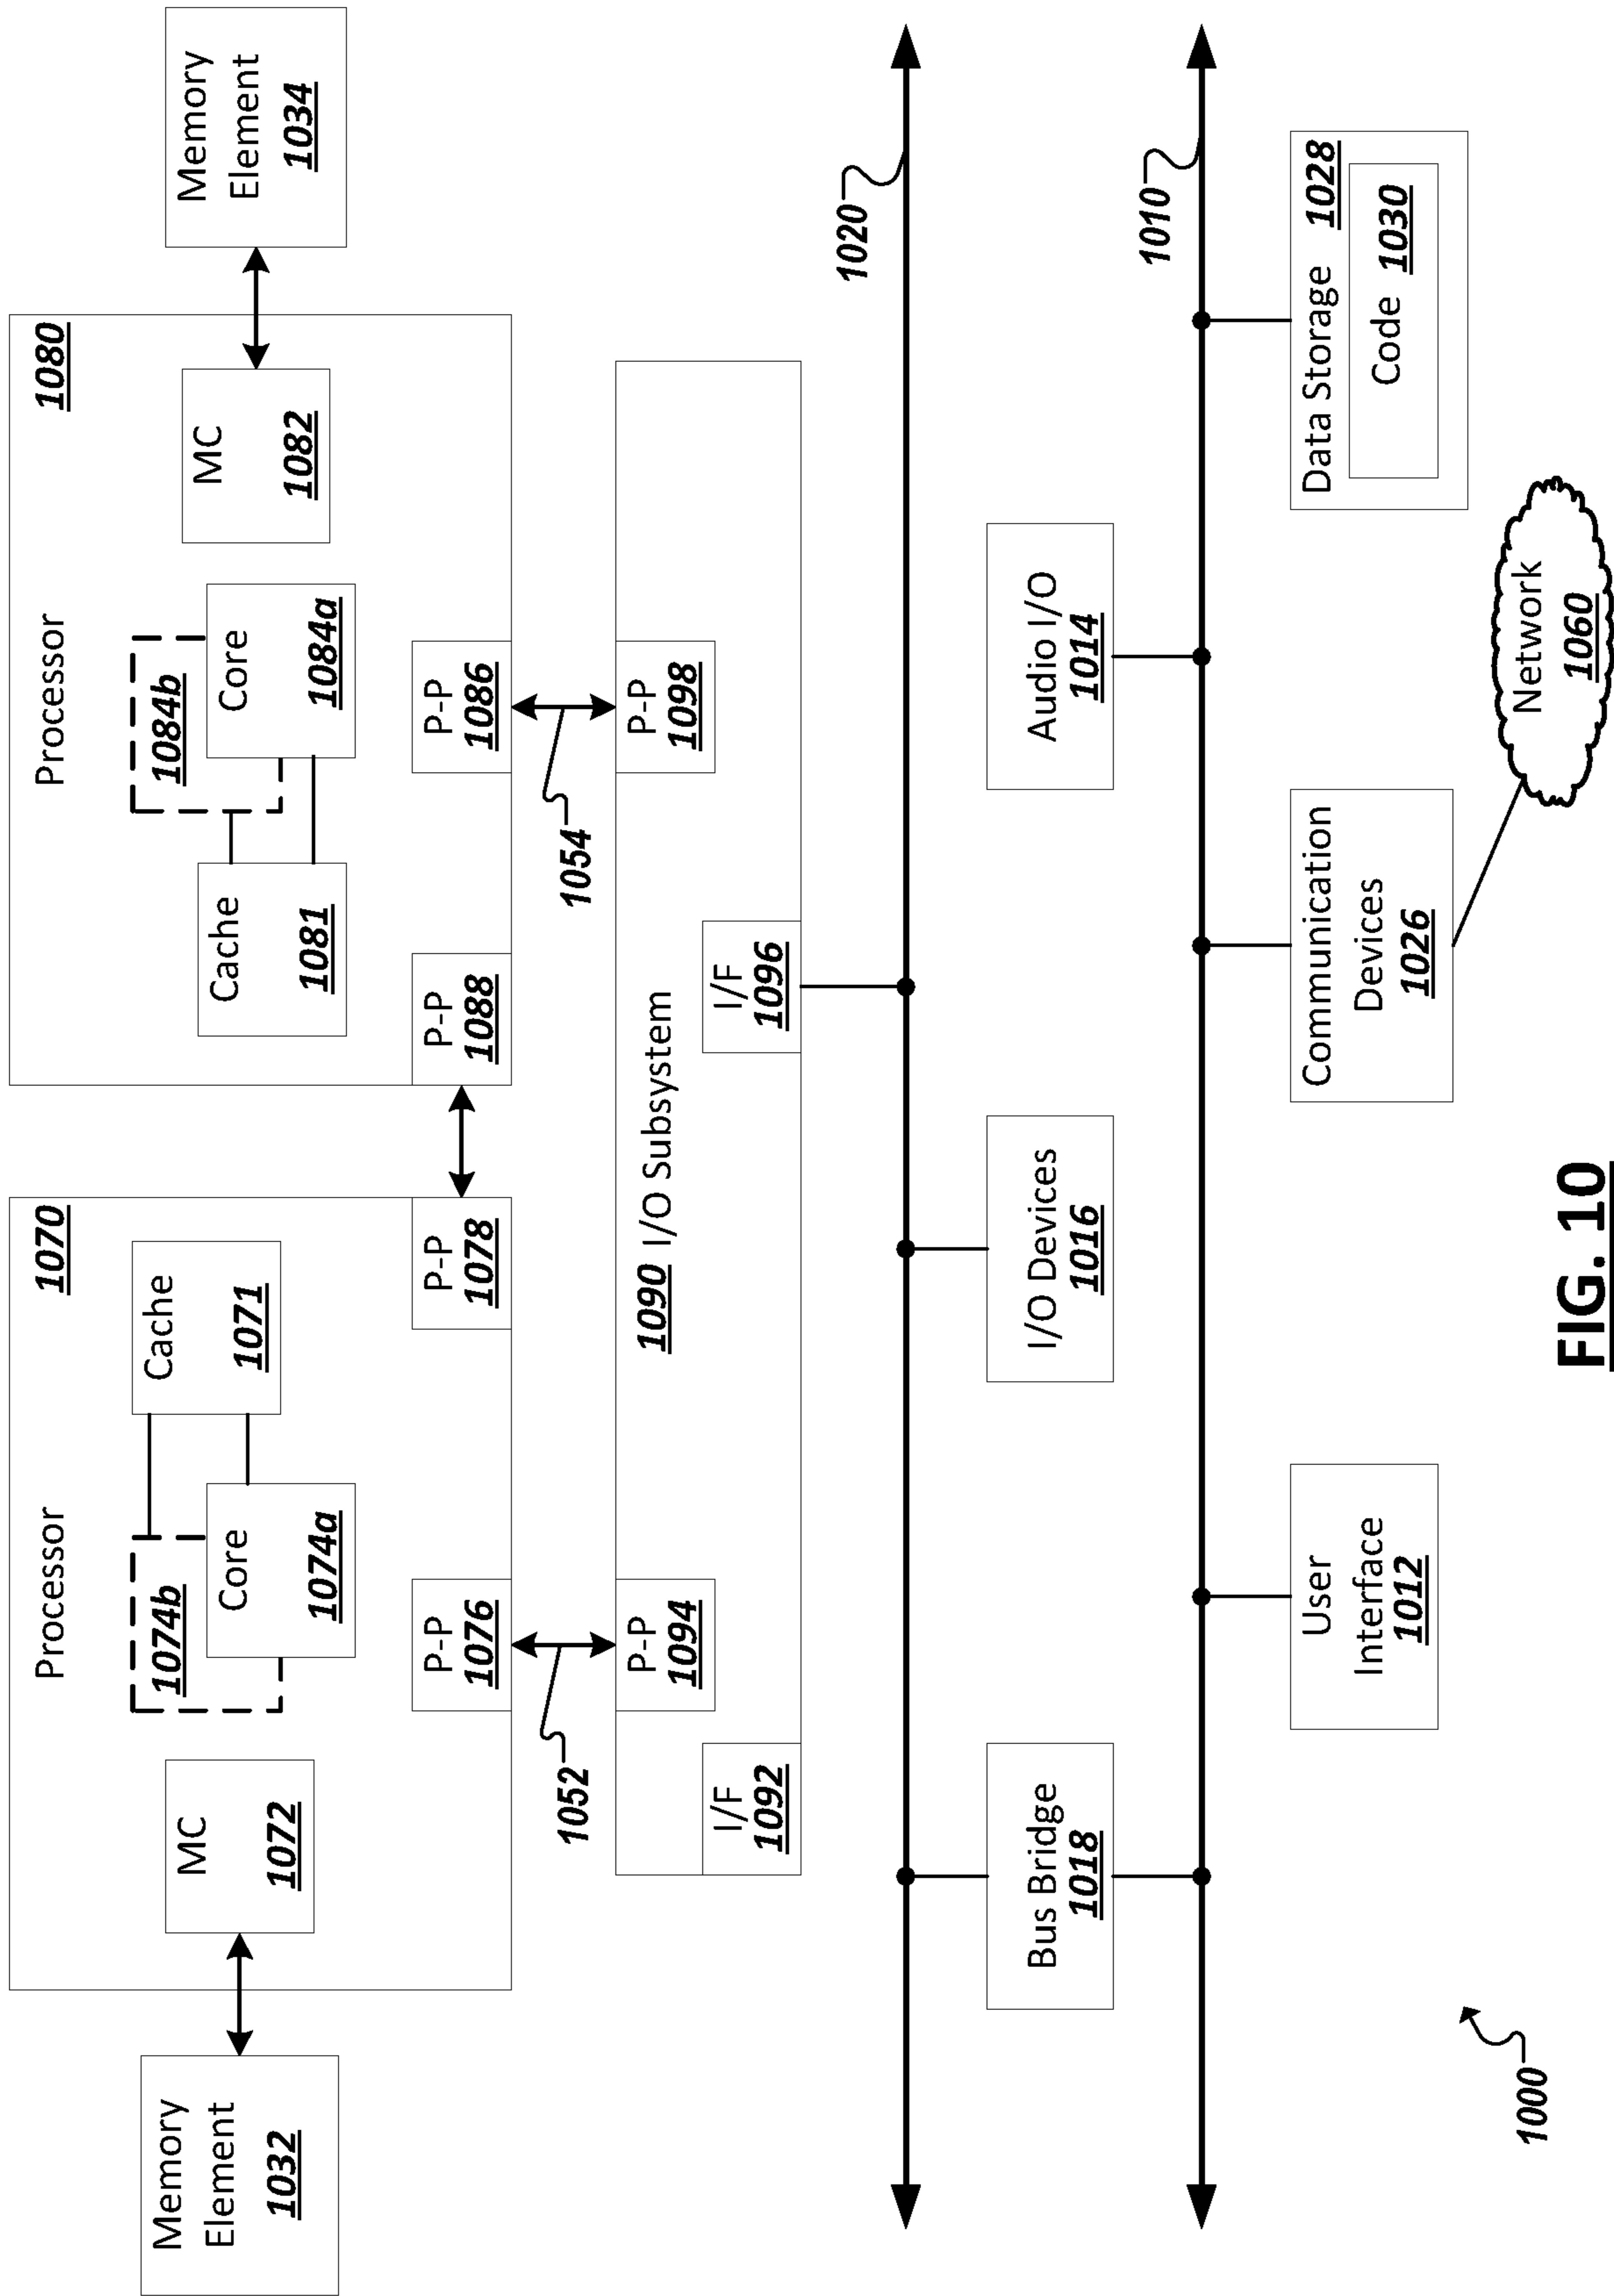 Memory
Element
1032
Processor
1070
MC
1072
1074b
Core
1074a
Cache
1071
P-P
1076
P-P
1078
Processor
1080
Cache
1081
1084b
Core
1084a
MC
1082
P-P
1088
P-P
1086
Memory
Element
1034
1052
1054
P-P
1094
P-P
1098
1090 I/O Subsystem
I/F
1092
I/F
1096
1020
Bus Bridge
1018
I/O Devices
1016
Audio I/O
1014
1010
User
Interface
1012
Communication
Devices
1026
Data Storage 1028
Code 1030
Network
1060
1000
FIG. 10